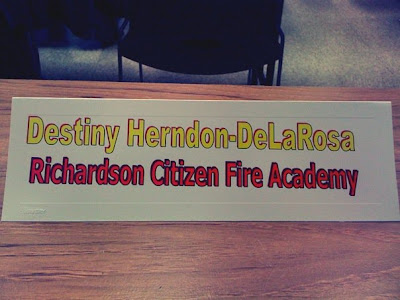 Destiny Herndon-DeLaRosa
Richardson Citizen Fire Academy